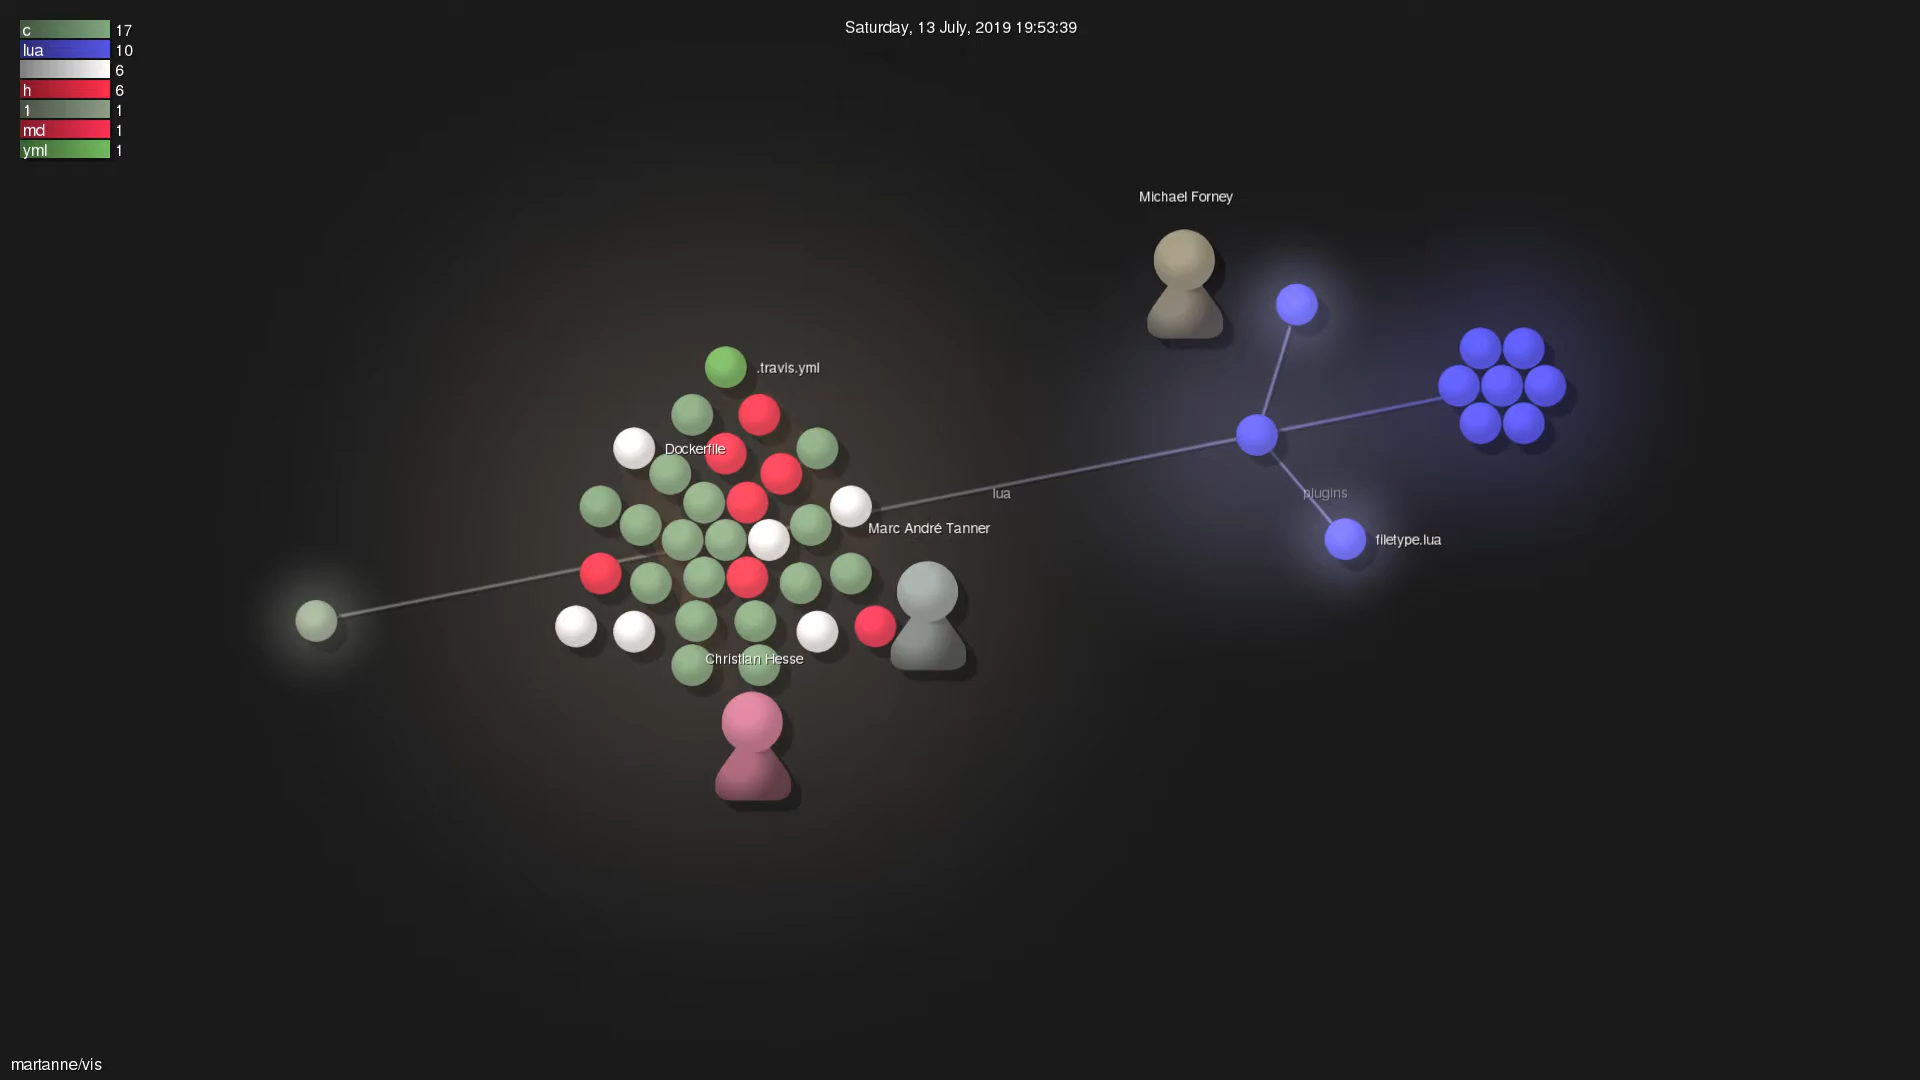 Saturday, 13 July, 2019 19:53:39
c 17
lua 10
6
h 6
1 1
md 1
yml 1
Michael Forney
.travis.yml
Dockerfile
lua
plugins
Marc André Tanner
filetype.lua
Christian Hesse
martanne/vis